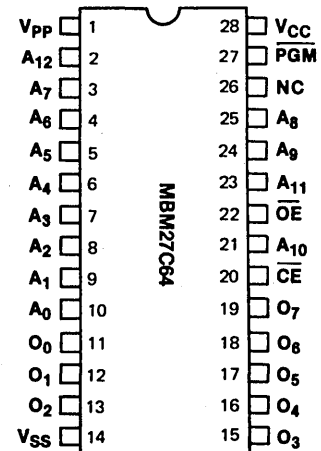 VPP 1 28 VCC
A12 2 27 PGM
A7 3 26 NC
A6 4 25 A8
A5 5 24 A9
A4 6 23 A11
A3 7 22 OE
A2 8 21 A10
A1 9 20 CE
A0 10 19 O7
O0 11 18 O6
O1 12 17 O5
O2 13 16 O4
VSS 14 15 O3
MBM27C64